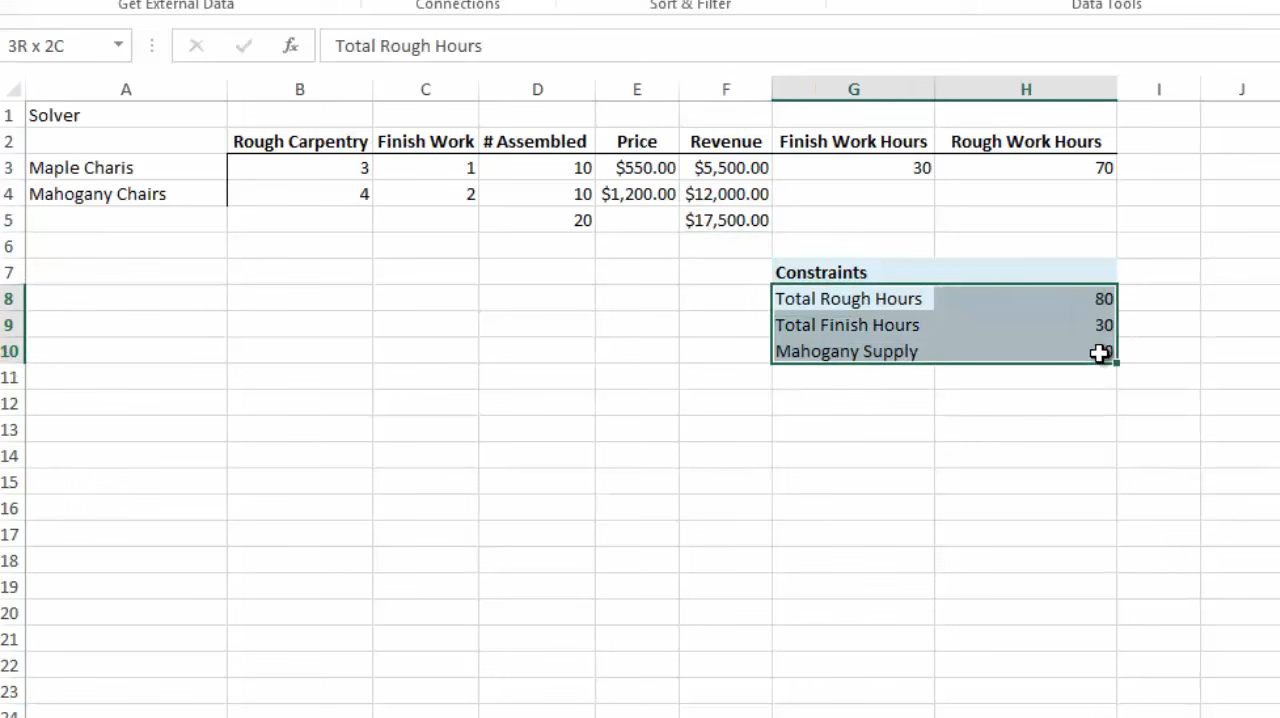 Get External Data Connections Sort & Filter Data Tools
3R x 2C fx Total Rough Hours
A B C D E F G H I J
1 Solver
2 Rough Carpentry Finish Work # Assembled Price Revenue Finish Work Hours Rough Work Hours
3 Maple Charis 3 1 10 $550.00 $5,500.00 30 70
4 Mahogany Chairs 4 2 10 $1,200.00 $12,000.00
5 20 $17,500.00
6
7 Constraints
8 Total Rough Hours 80
9 Total Finish Hours 30
10 Mahogany Supply
11
12
13
14
15
16
17
18
19
20
21
22
23
24